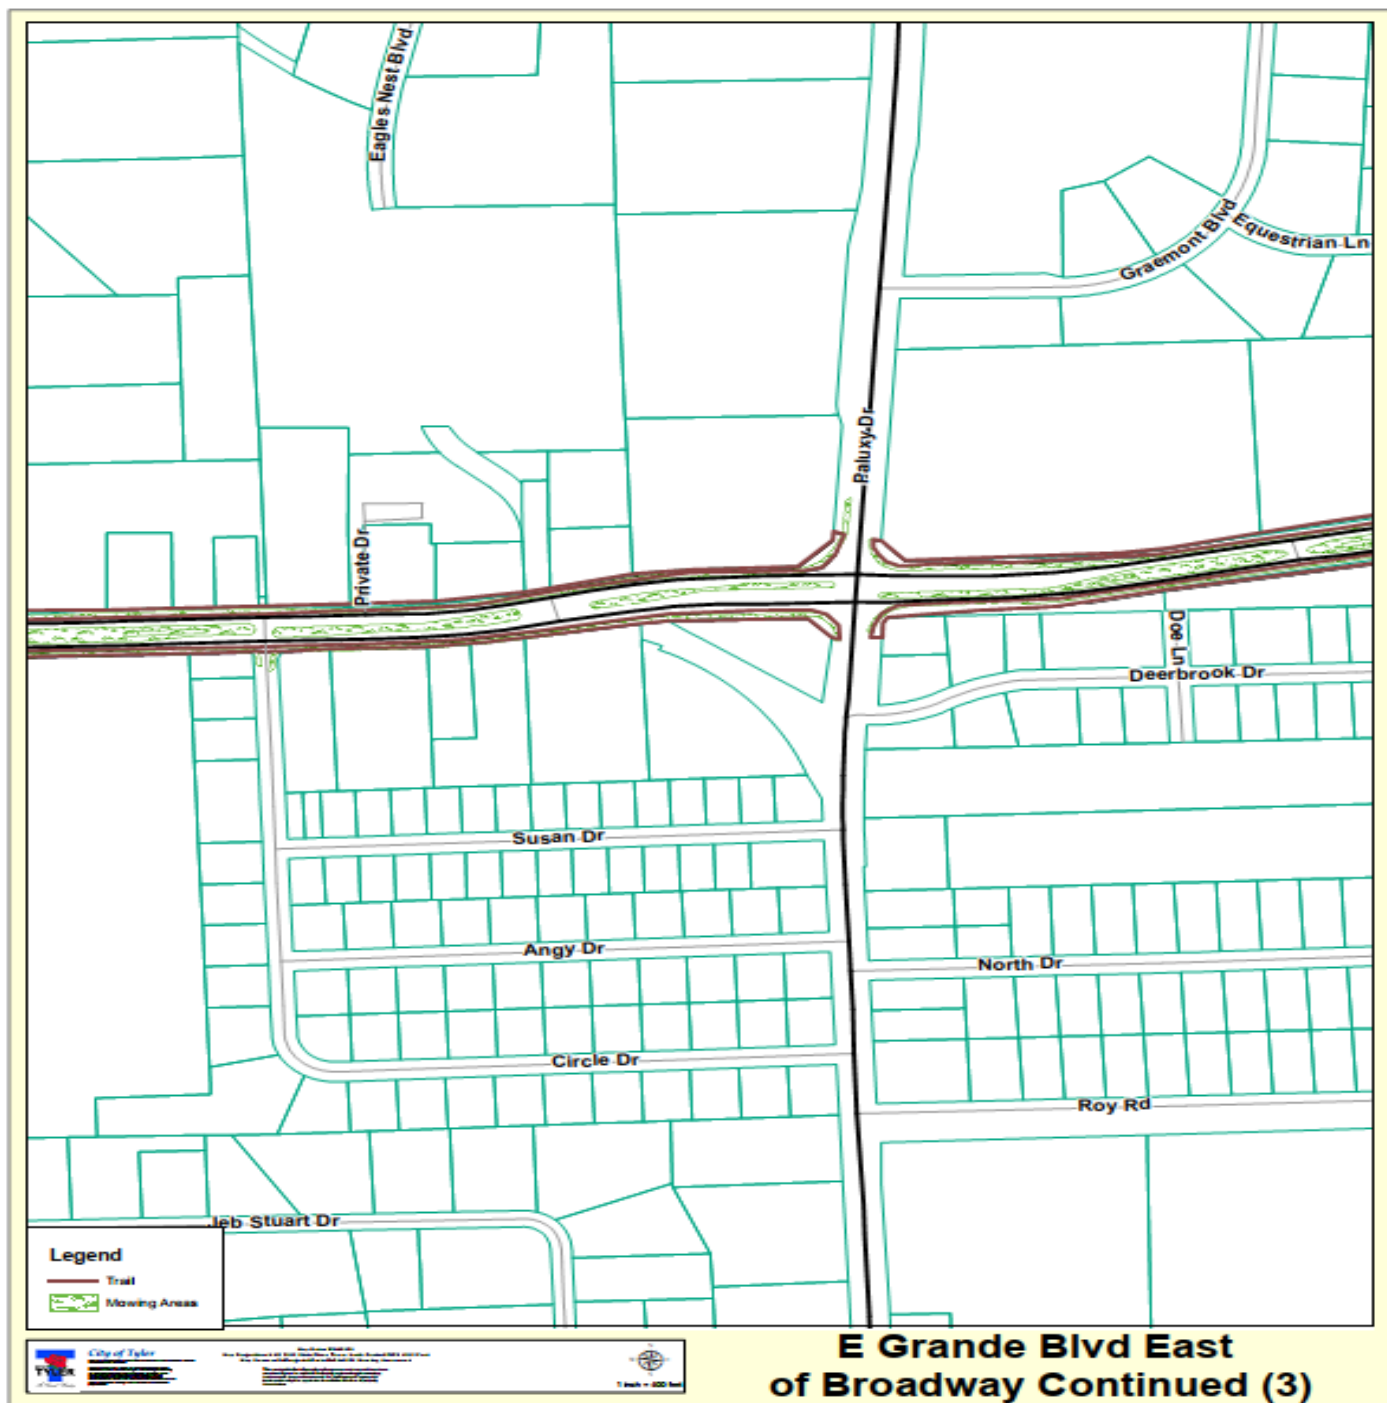 Eagles Nest Blvd
Graemont Blvd
Equestrian Ln
Paluxy Dr
Private Dr
Doe Ln
Deerbrook Dr
Susan Dr
Angy Dr
North Dr
Circle Dr
Roy Rd
Jeb Stuart Dr
Legend
Trail
Mowing Areas
City of Tyler
TYLER
E Grande Blvd East
of Broadway Continued (3)